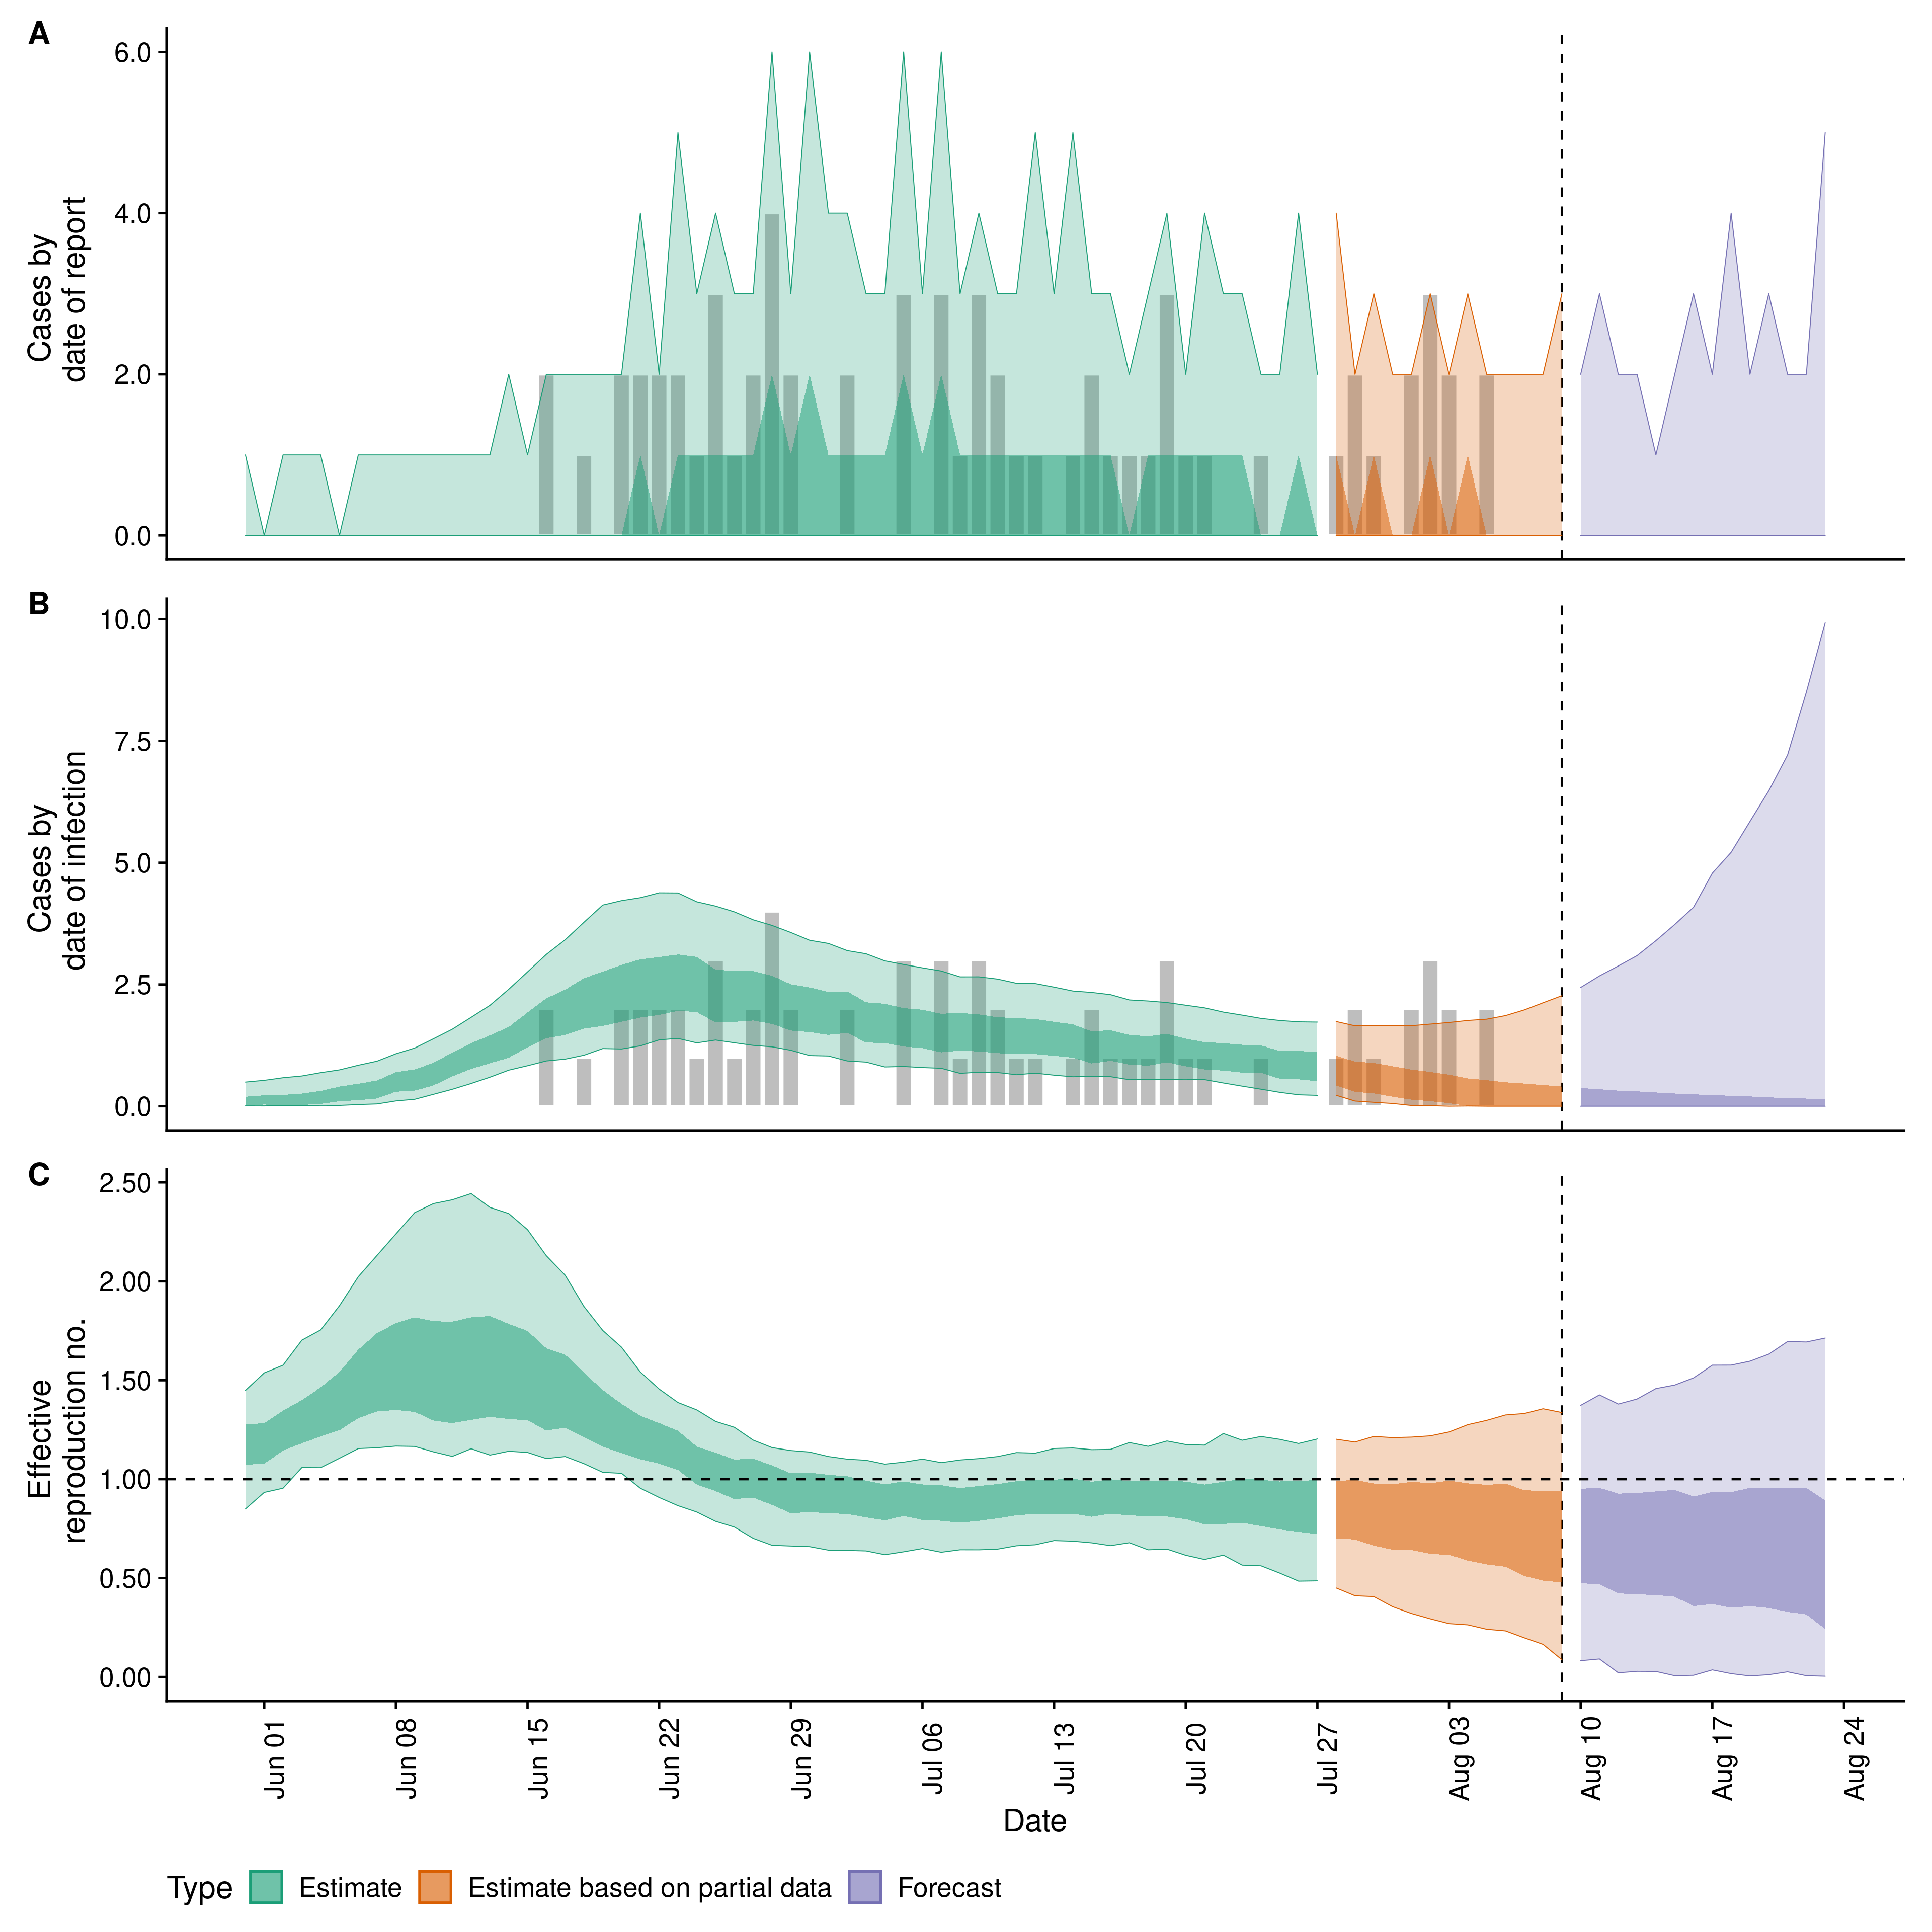 A
6.0
4.0
2.0
0.0
Cases by
date of report
B
10.0
7.5
5.0
2.5
0.0
Cases by
date of infection
C
2.50
2.00
1.50
1.00
0.50
0.00
Effective
reproduction no.
Jun 01
Jun 08
Jun 15
Jun 22
Jun 29
Jul 06
Jul 13
Jul 20
Jul 27
Aug 03
Aug 10
Aug 17
Aug 24
Date
Type Estimate Estimate based on partial data Forecast